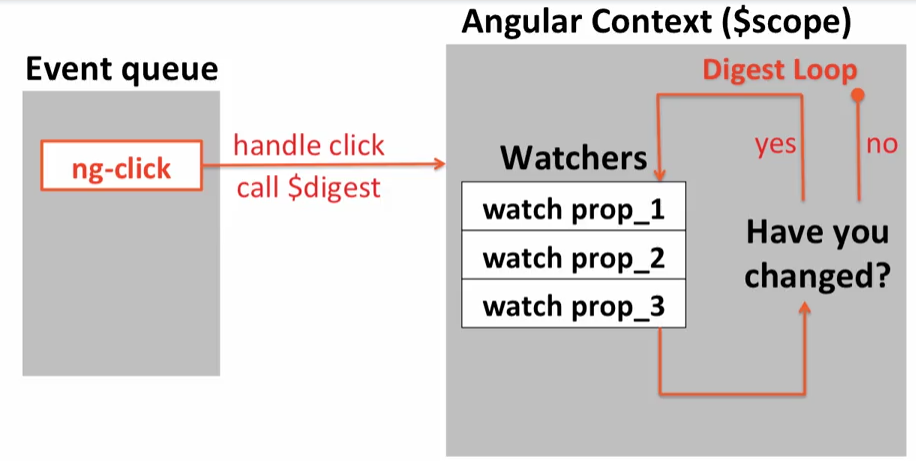 Angular Context ($scope)
Event queue
Digest Loop
ng-click
handle click
call $digest
Watchers
watch prop_1
watch prop_2
watch prop_3
yes
no
Have you
changed?